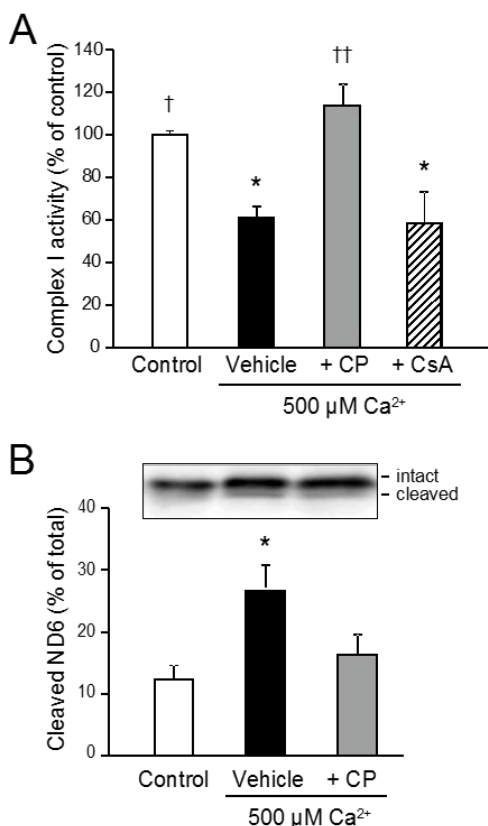 A
Complex I activity (% of control)
140
120
100
80
60
40
20
0
†
*
††
*
Control Vehicle + CP + CsA
500 µM Ca²⁺
B
intact
cleaved
Cleaved ND6 (% of total)
40
30
20
10
0
*
Control Vehicle + CP
500 µM Ca²⁺